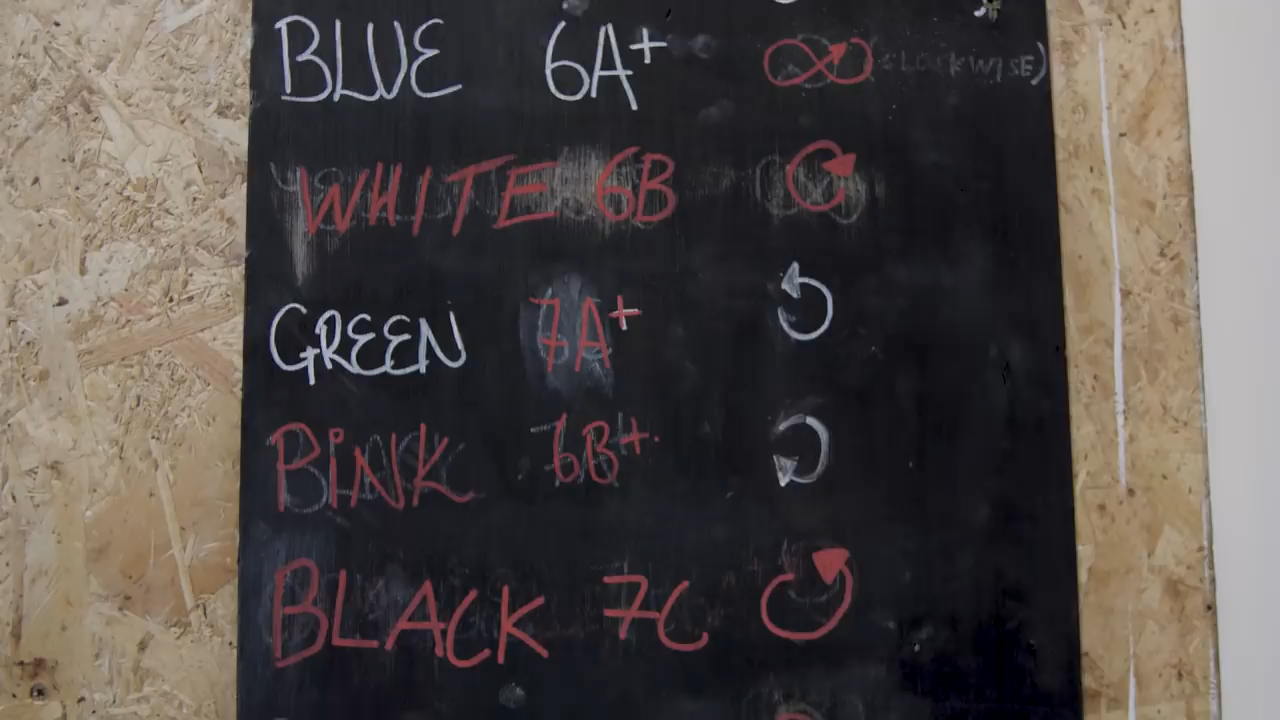 BLUE 6A+ (CLOCKWISE)
WHITE 6B
GREEN 7A+
PINK 6B+
BLACK 7C